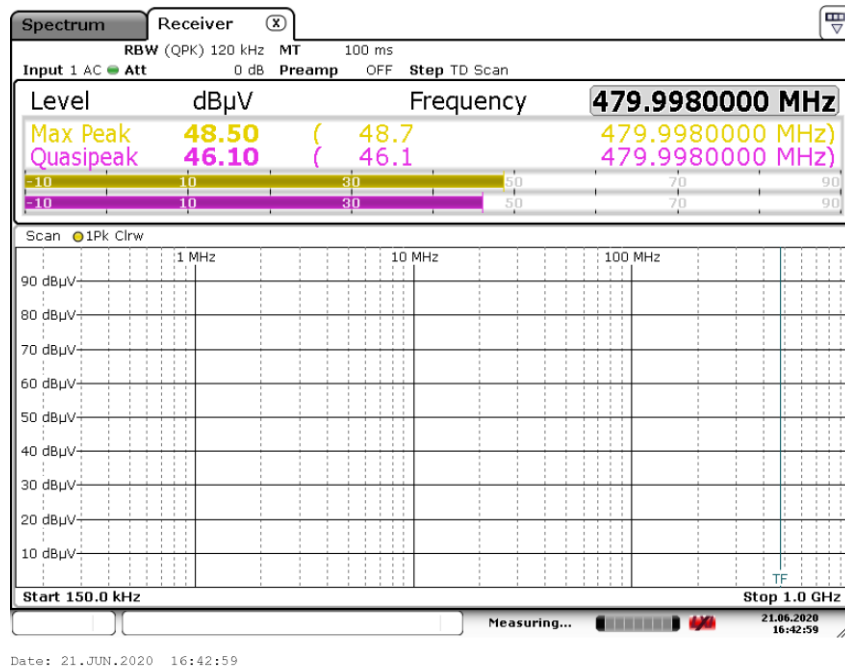 Spectrum Receiver X
RBW (QPK) 120 kHz MT 100 ms
Input 1 AC Att 0 dB Preamp OFF Step TD Scan
Level dBµV Frequency 479.9980000 MHz
Max Peak 48.50 ( 48.7 479.9980000 MHz)
Quasipeak 46.10 ( 46.1 479.9980000 MHz)
-10 10 30 50 70 90
-10 10 30 50 70 90
Scan 1Pk Clrw
1 MHz 10 MHz 100 MHz
90 dBµV
80 dBµV
70 dBµV
60 dBµV
50 dBµV
40 dBµV
30 dBµV
20 dBµV
10 dBµV
TF
Start 150.0 kHz Stop 1.0 GHz
Measuring... 21.06.2020
16:42:59
Date: 21.JUN.2020 16:42:59